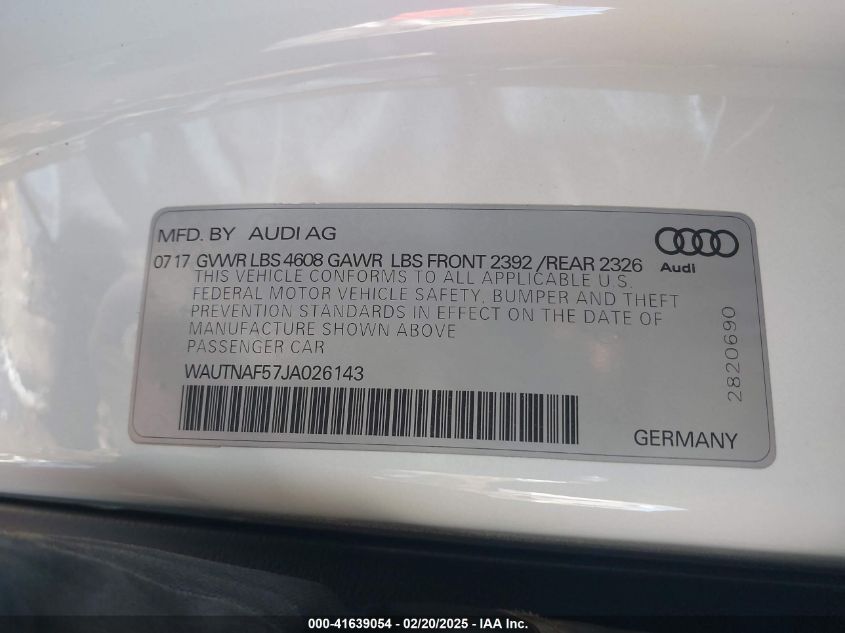 MFD. BY AUDI AG
07 17 GVWR LBS 4608 GAWR LBS FRONT 2392 /REAR 2326
Audi
THIS VEHICLE CONFORMS TO ALL APPLICABLE U.S.
FEDERAL MOTOR VEHICLE SAFETY, BUMPER AND THEFT
PREVENTION STANDARDS IN EFFECT ON THE DATE OF
MANUFACTURE SHOWN ABOVE
PASSENGER CAR
WAUTNAF57JA026143
2820690
GERMANY
000-41639054 - 02/20/2025 - © IAA, Inc.